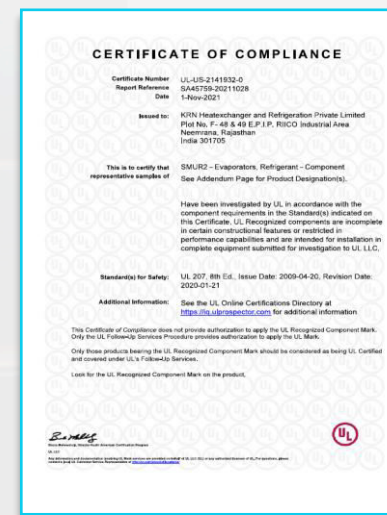 CERTIFICATE OF COMPLIANCE
Certificate Number UL-US-2141932-0
Report Reference SA45759-20211028
Date 1-Nov-2021
Issued to: KRN Heatexchanger and Refrigeration Private Limited
Plot No. F- 48 & 49 E.P.I.P, RIICO Industrial Area
Neemrana, Rajasthan
India 301705
This is to certify that SMUR2 – Evaporators, Refrigerant – Component
representative samples of See Addendum Page for Product Designation(s).
Have been investigated by UL in accordance with the
component requirements in the Standard(s) indicated on
this Certificate. UL Recognized components are incomplete
in certain constructional features or restricted in
performance capabilities and are intended for installation in
complete equipment submitted for investigation to UL LLC.
Standard(s) for Safety: UL 207, 8th Ed., Issue Date: 2009-04-20, Revision Date:
2020-01-21
Additional Information: See the UL Online Certifications Directory at
https://iq.ulprospector.com for additional information
This Certificate of Compliance does not provide authorization to apply the UL Recognized Component Mark.
Only the UL Follow-Up Services Procedure provides authorization to apply the UL Mark.
Only those products bearing the UL Recognized Component Mark should be considered as being UL Certified
and covered under UL's Follow-Up Services.
Look for the UL Recognized Component Mark on the product.
UL